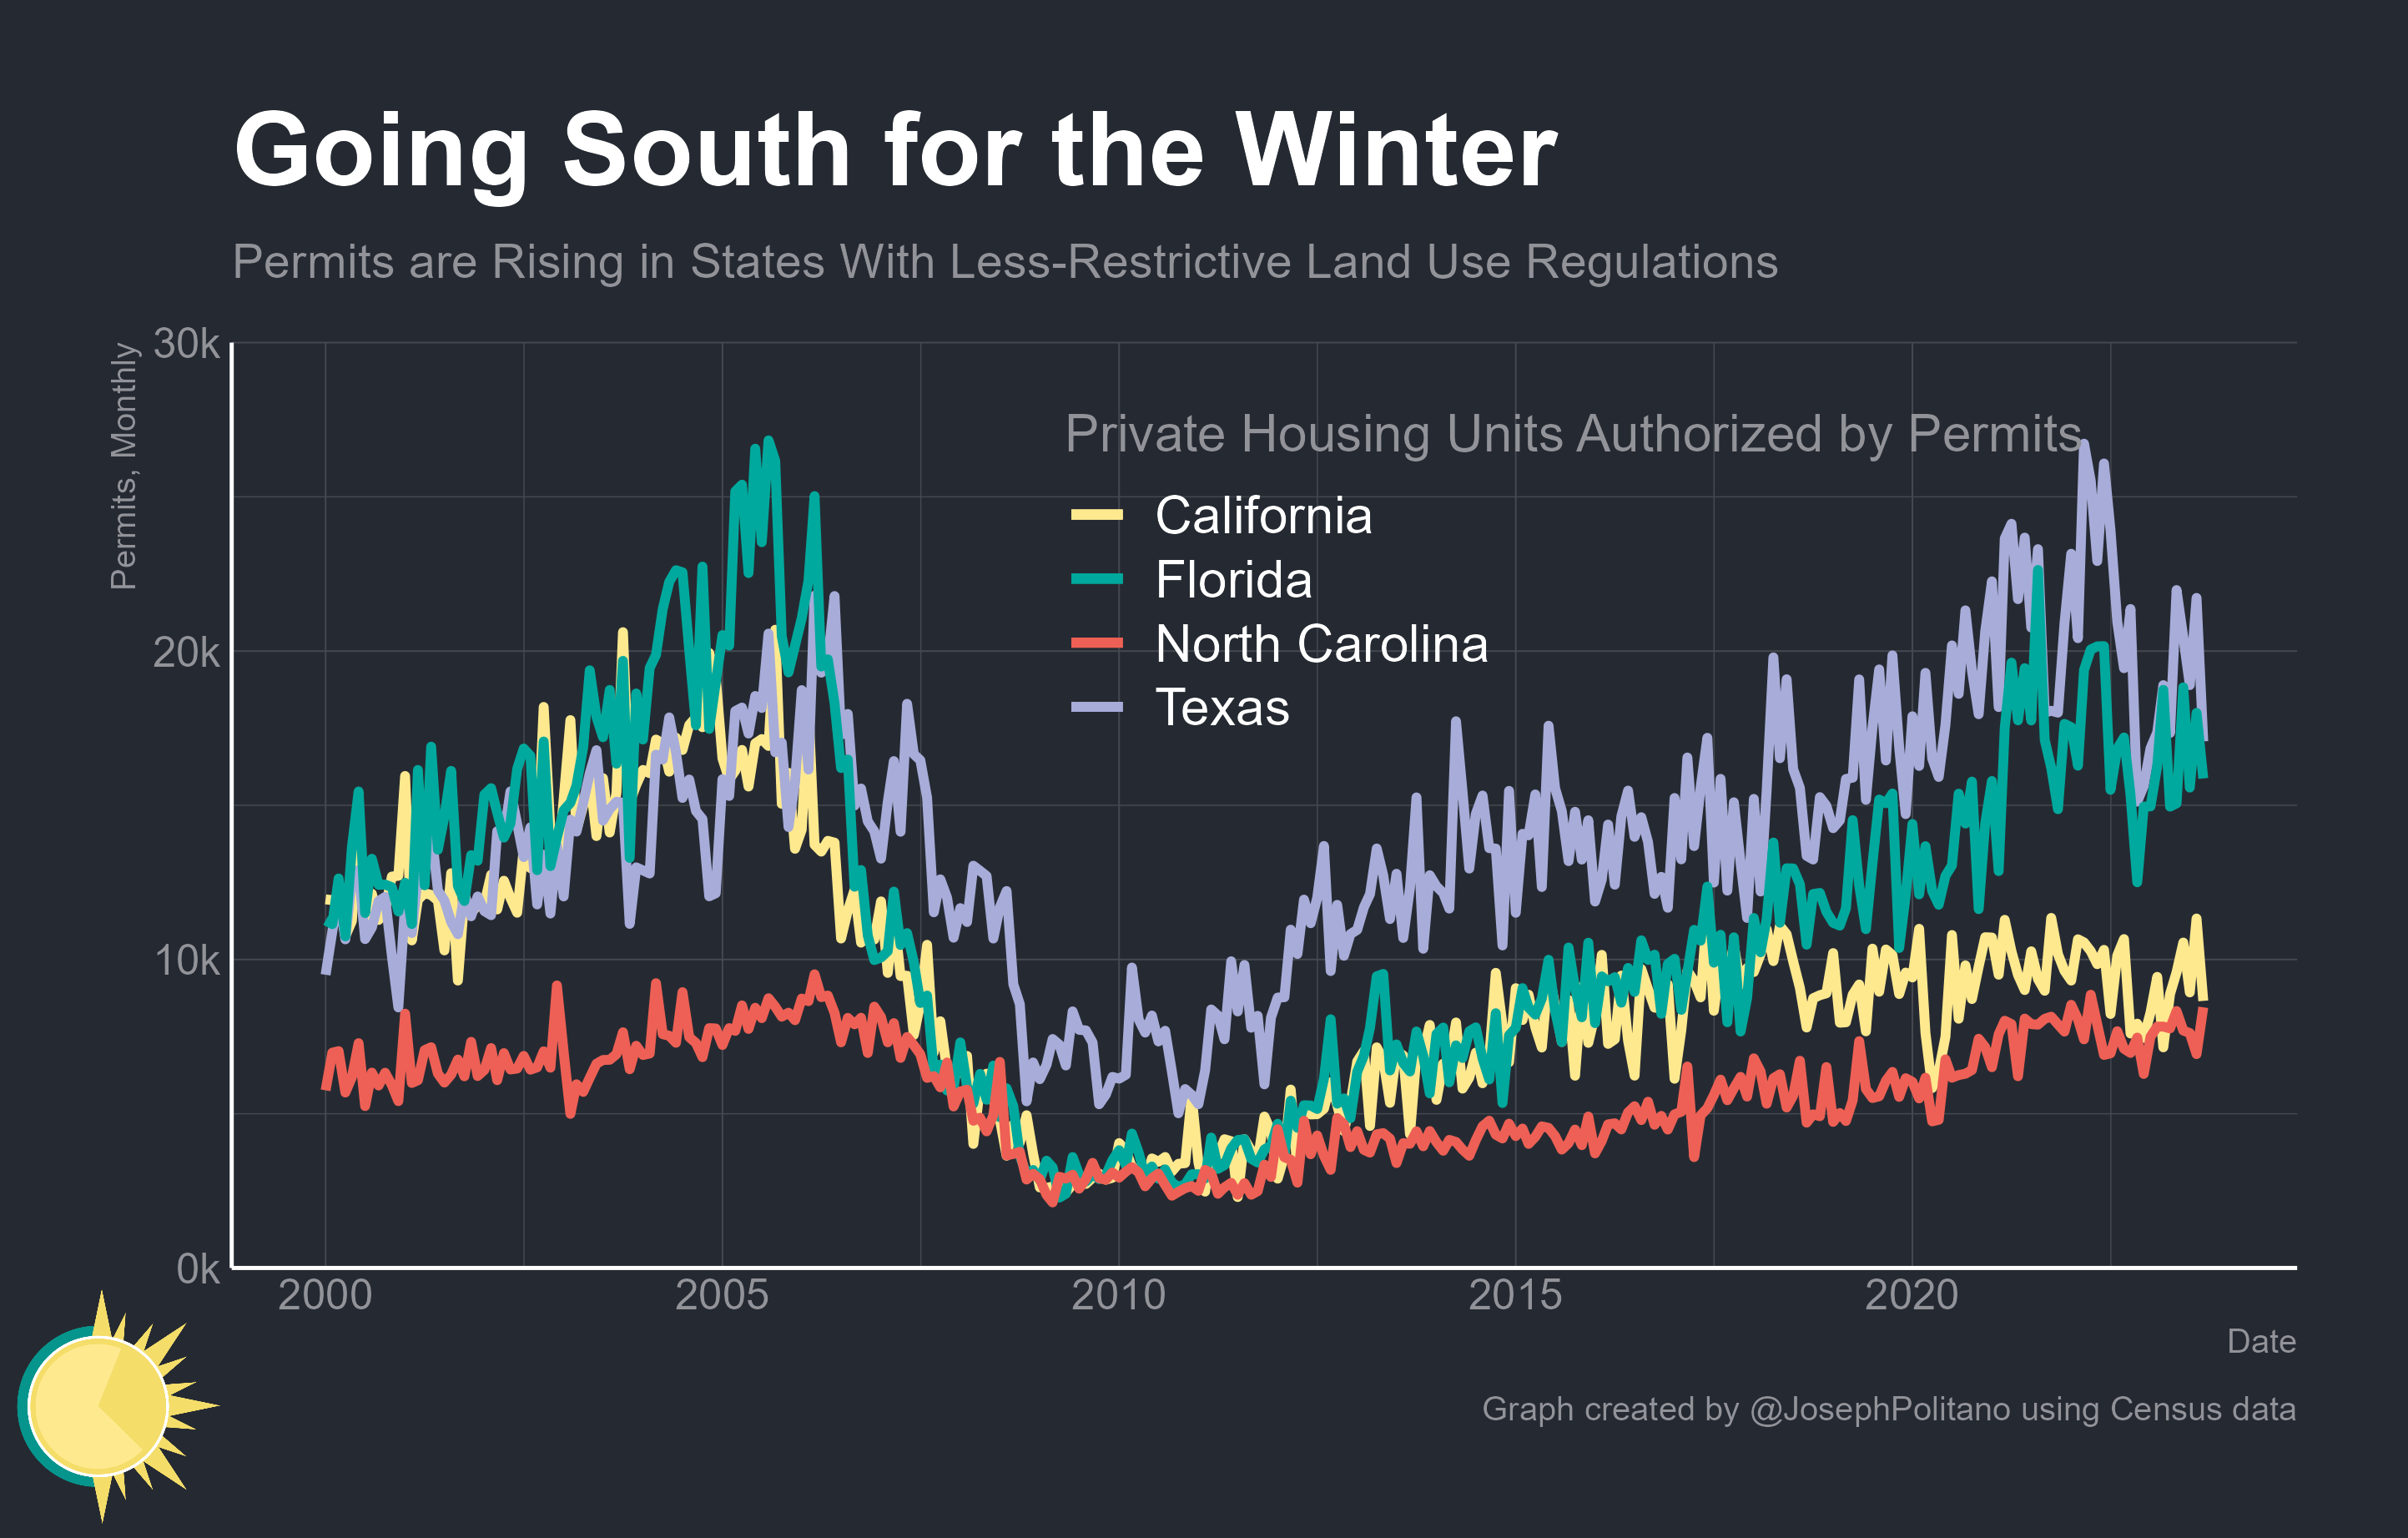 Going South for the Winter
Permits are Rising in States With Less-Restrictive Land Use Regulations
Permits, Monthly
30k
20k
10k
0k
Private Housing Units Authorized by Permits
California
Florida
North Carolina
Texas
2000 2005 2010 2015 2020
Date
Graph created by @JosephPolitano using Census data